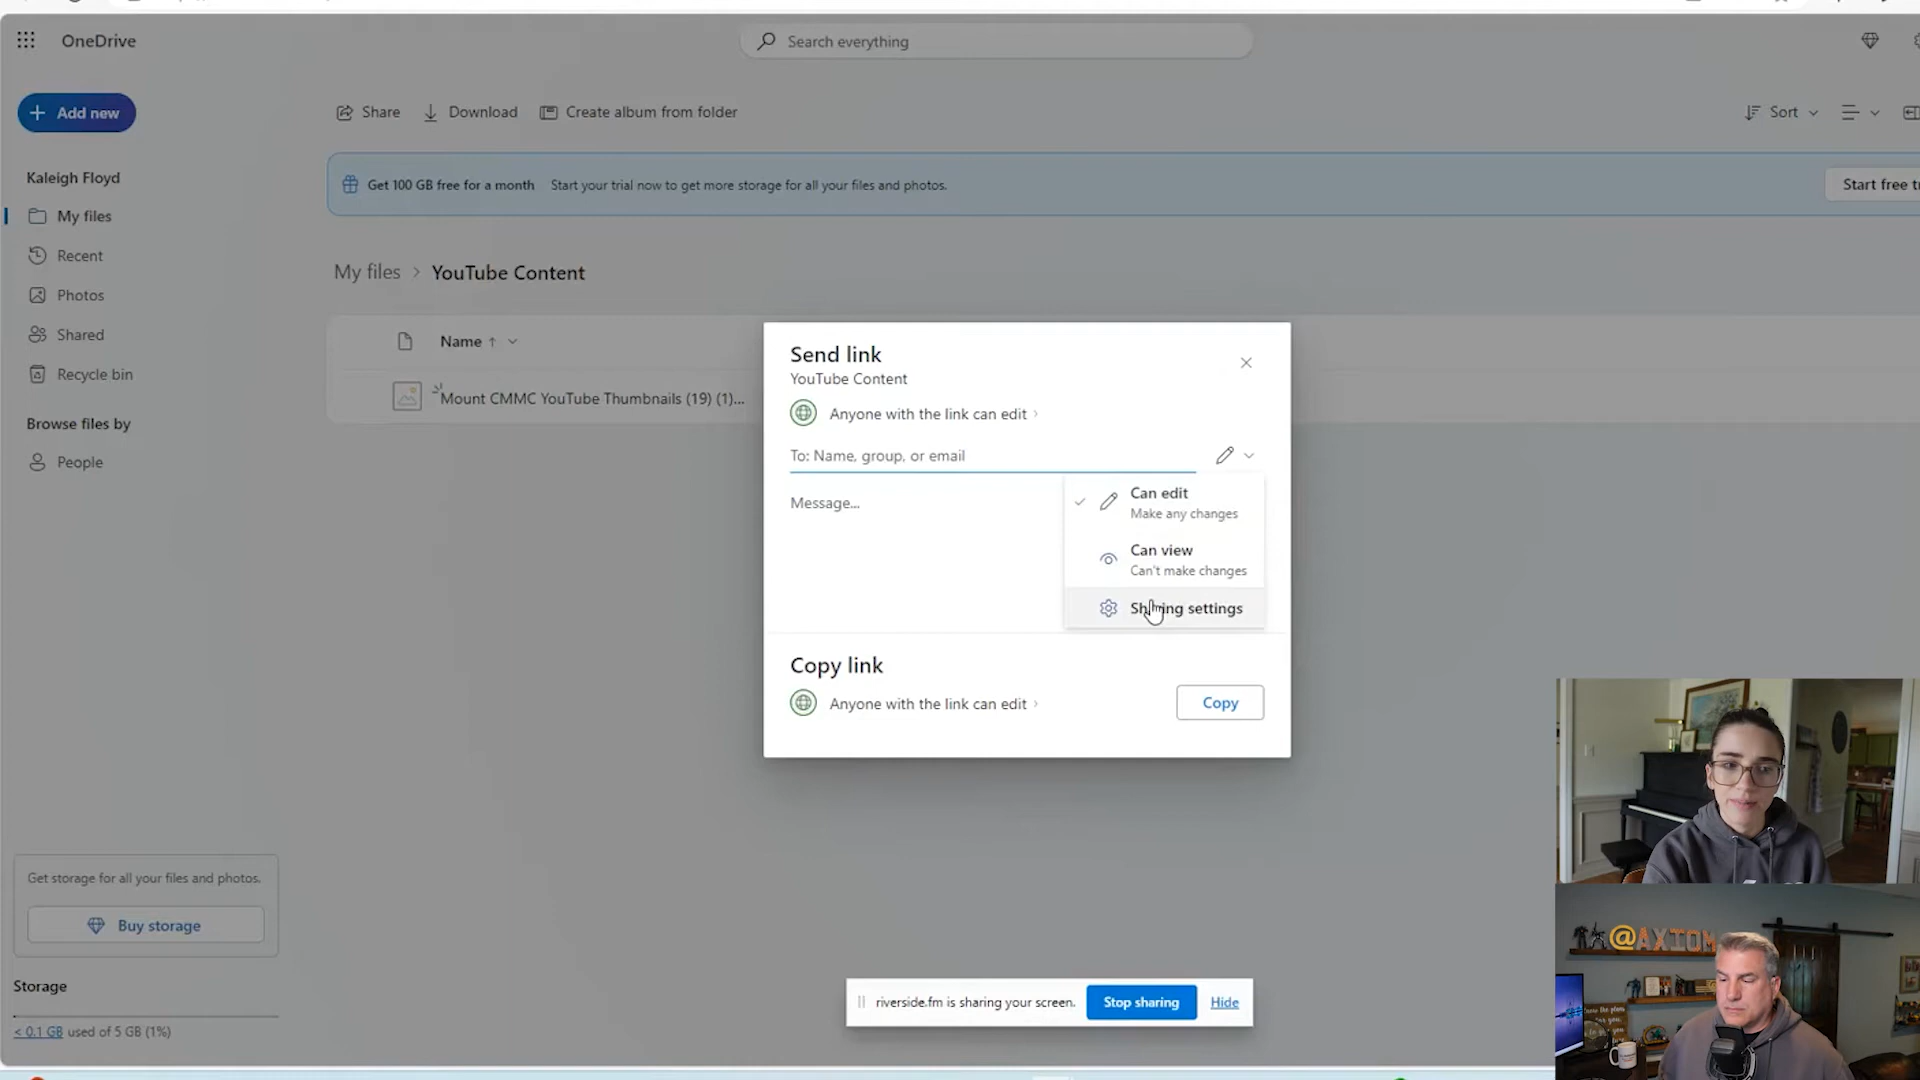 OneDrive
Search everything
Add new
Share
Download
Create album from folder
Sort
Get 100 GB free for a month Start your trial now to get more storage for all your files and photos.
Start free
Kaleigh Floyd
My files
Recent
Photos
Shared
Recycle bin
Browse files by
People
My files > YouTube Content
Name
Mount CMMC YouTube Thumbnails (19) (1)...
Send link
YouTube Content
Anyone with the link can edit
To: Name, group, or email
Message...
Can edit
Make any changes
Can view
Can't make changes
Sharing settings
Copy link
Anyone with the link can edit
Copy
Get storage for all your files and photos.
Buy storage
Storage
< 0.1 GB used of 5 GB (1%)
riverside.fm is sharing your screen.
Stop sharing
Hide
@AXIOM